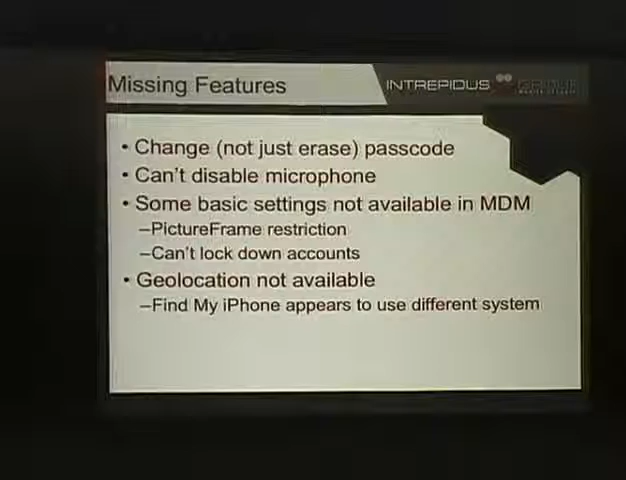 Missing Features
INTREPIDUS
• Change (not just erase) passcode
• Can't disable microphone
• Some basic settings not available in MDM
–PictureFrame restriction
–Can't lock down accounts
• Geolocation not available
–Find My iPhone appears to use different system